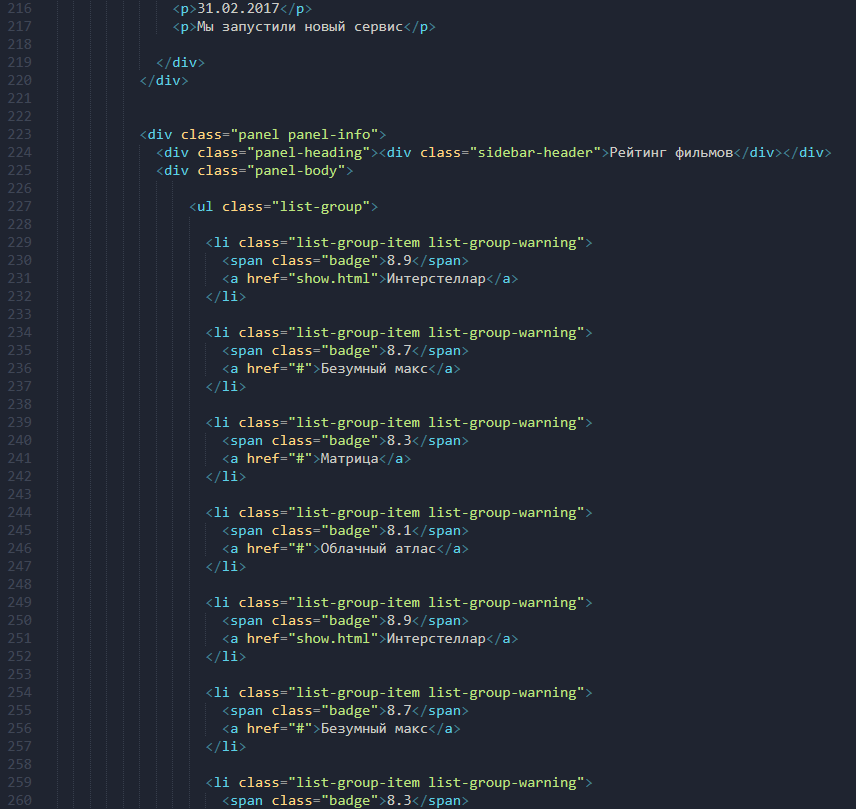 216 <p>31.02.2017</p>
217 <p>Мы запустили новый сервис</p>
218
219 </div>
220 </div>
221
222
223 <div class="panel panel-info">
224 <div class="panel-heading"><div class="sidebar-header">Рейтинг фильмов</div></div>
225 <div class="panel-body">
226
227 <ul class="list-group">
228
229 <li class="list-group-item list-group-warning">
230 <span class="badge">8.9</span>
231 <a href="show.html">Интерстеллар</a>
232 </li>
233
234 <li class="list-group-item list-group-warning">
235 <span class="badge">8.7</span>
236 <a href="#">Безумный макс</a>
237 </li>
238
239 <li class="list-group-item list-group-warning">
240 <span class="badge">8.3</span>
241 <a href="#">Матрица</a>
242 </li>
243
244 <li class="list-group-item list-group-warning">
245 <span class="badge">8.1</span>
246 <a href="#">Облачный атлас</a>
247 </li>
248
249 <li class="list-group-item list-group-warning">
250 <span class="badge">8.9</span>
251 <a href="show.html">Интерстеллар</a>
252 </li>
253
254 <li class="list-group-item list-group-warning">
255 <span class="badge">8.7</span>
256 <a href="#">Безумный макс</a>
257 </li>
258
259 <li class="list-group-item list-group-warning">
260 <span class="badge">8.3</span>